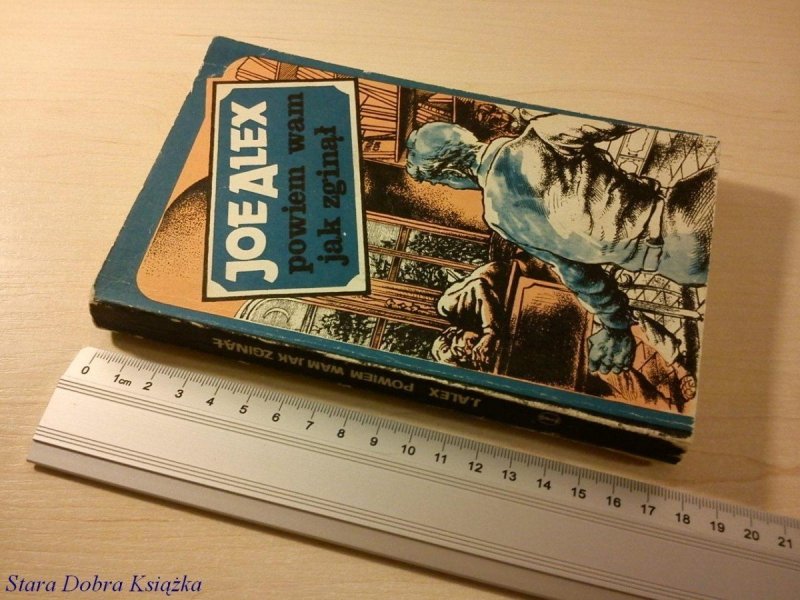 JOE ALEX
powiem wam
jak zginął
J. ALEX POWIEM WAM JAK ZGINĄŁ
0 1cm 2 3 4 5 6 7 8 9 10 11 12 13 14 15 16 17 18 19 20 21
Stara Dobra Książka